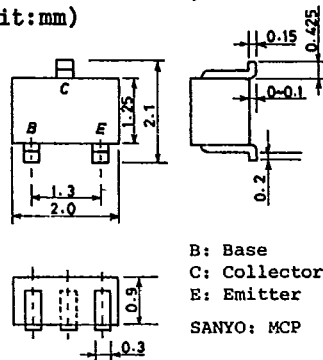 it:mm)
0.15
0.425
C
1.25
2.1
0~0.1
B E
1.3
0.2
2.0
B: Base
C: Collector
E: Emitter
0.9
SANYO: MCP
0.3